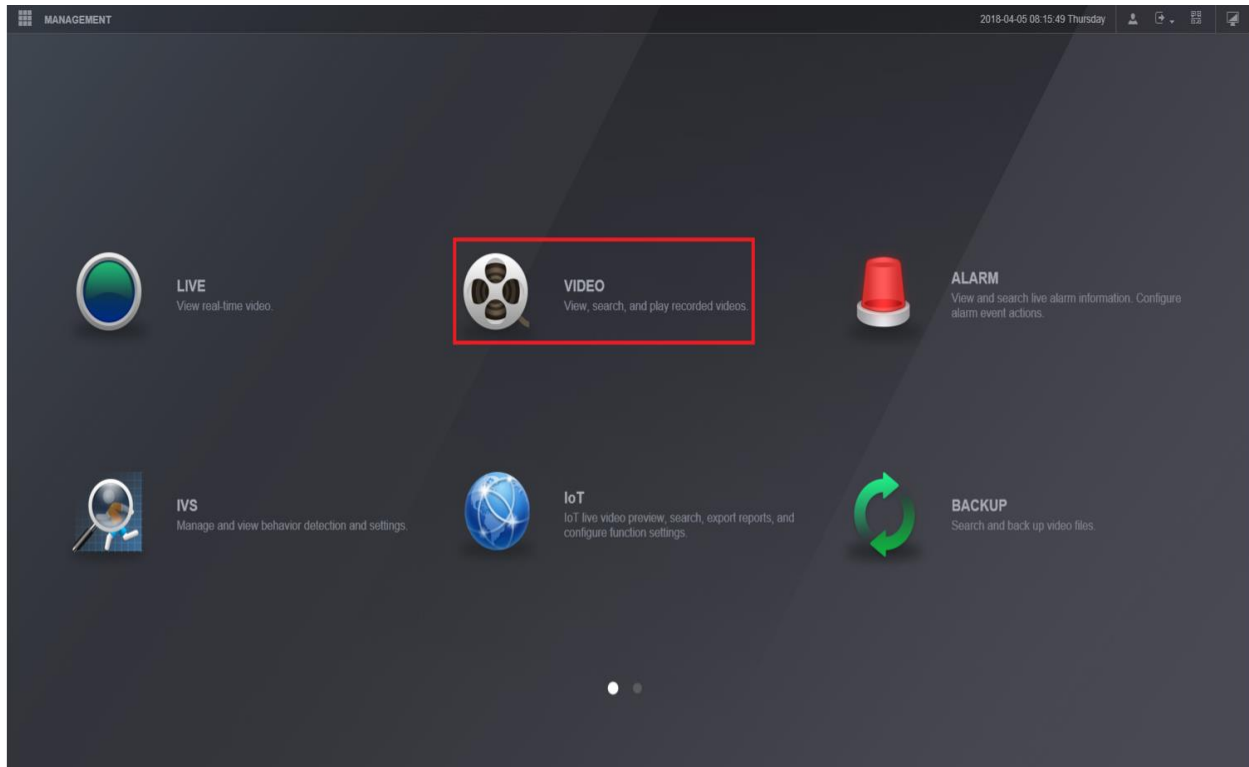 MANAGEMENT
2018-04-05 08:15:49 Thursday
LIVE
View real-time video.
VIDEO
View, search, and play recorded videos.
ALARM
View and search live alarm information. Configure
alarm event actions.
IVS
Manage and view behavior detection and settings.
IoT
IoT live video preview, search, export reports, and
configure function settings.
BACKUP
Search and back up video files.